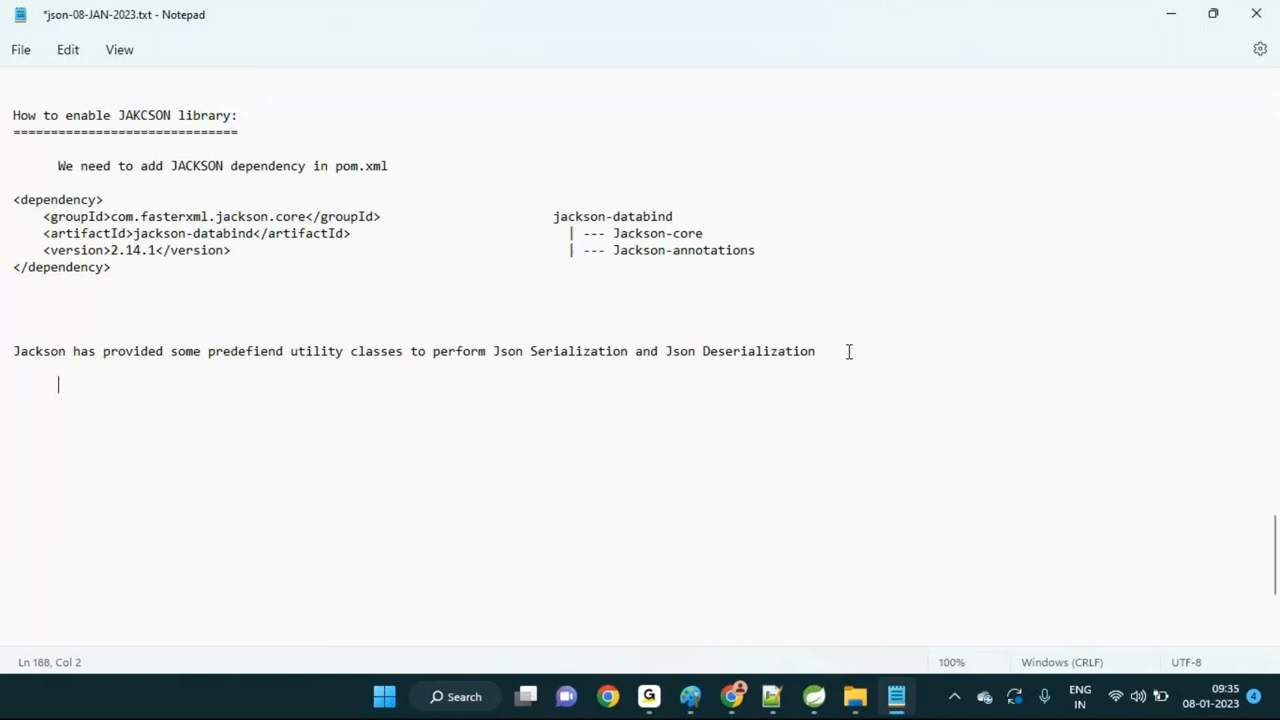 *json-08-JAN-2023.txt - Notepad
File Edit View
How to enable JAKCSON library:
==============================
We need to add JACKSON dependency in pom.xml
<dependency>
<groupId>com.fasterxml.jackson.core</groupId> jackson-databind
<artifactId>jackson-databind</artifactId> | --- Jackson-core
<version>2.14.1</version> | --- Jackson-annotations
</dependency>
Jackson has provided some predefiend utility classes to perform Json Serialization and Json Deserialization
Ln 188, Col 2 100% Windows (CRLF) UTF-8
Search ENG IN 09:35 08-01-2023 4